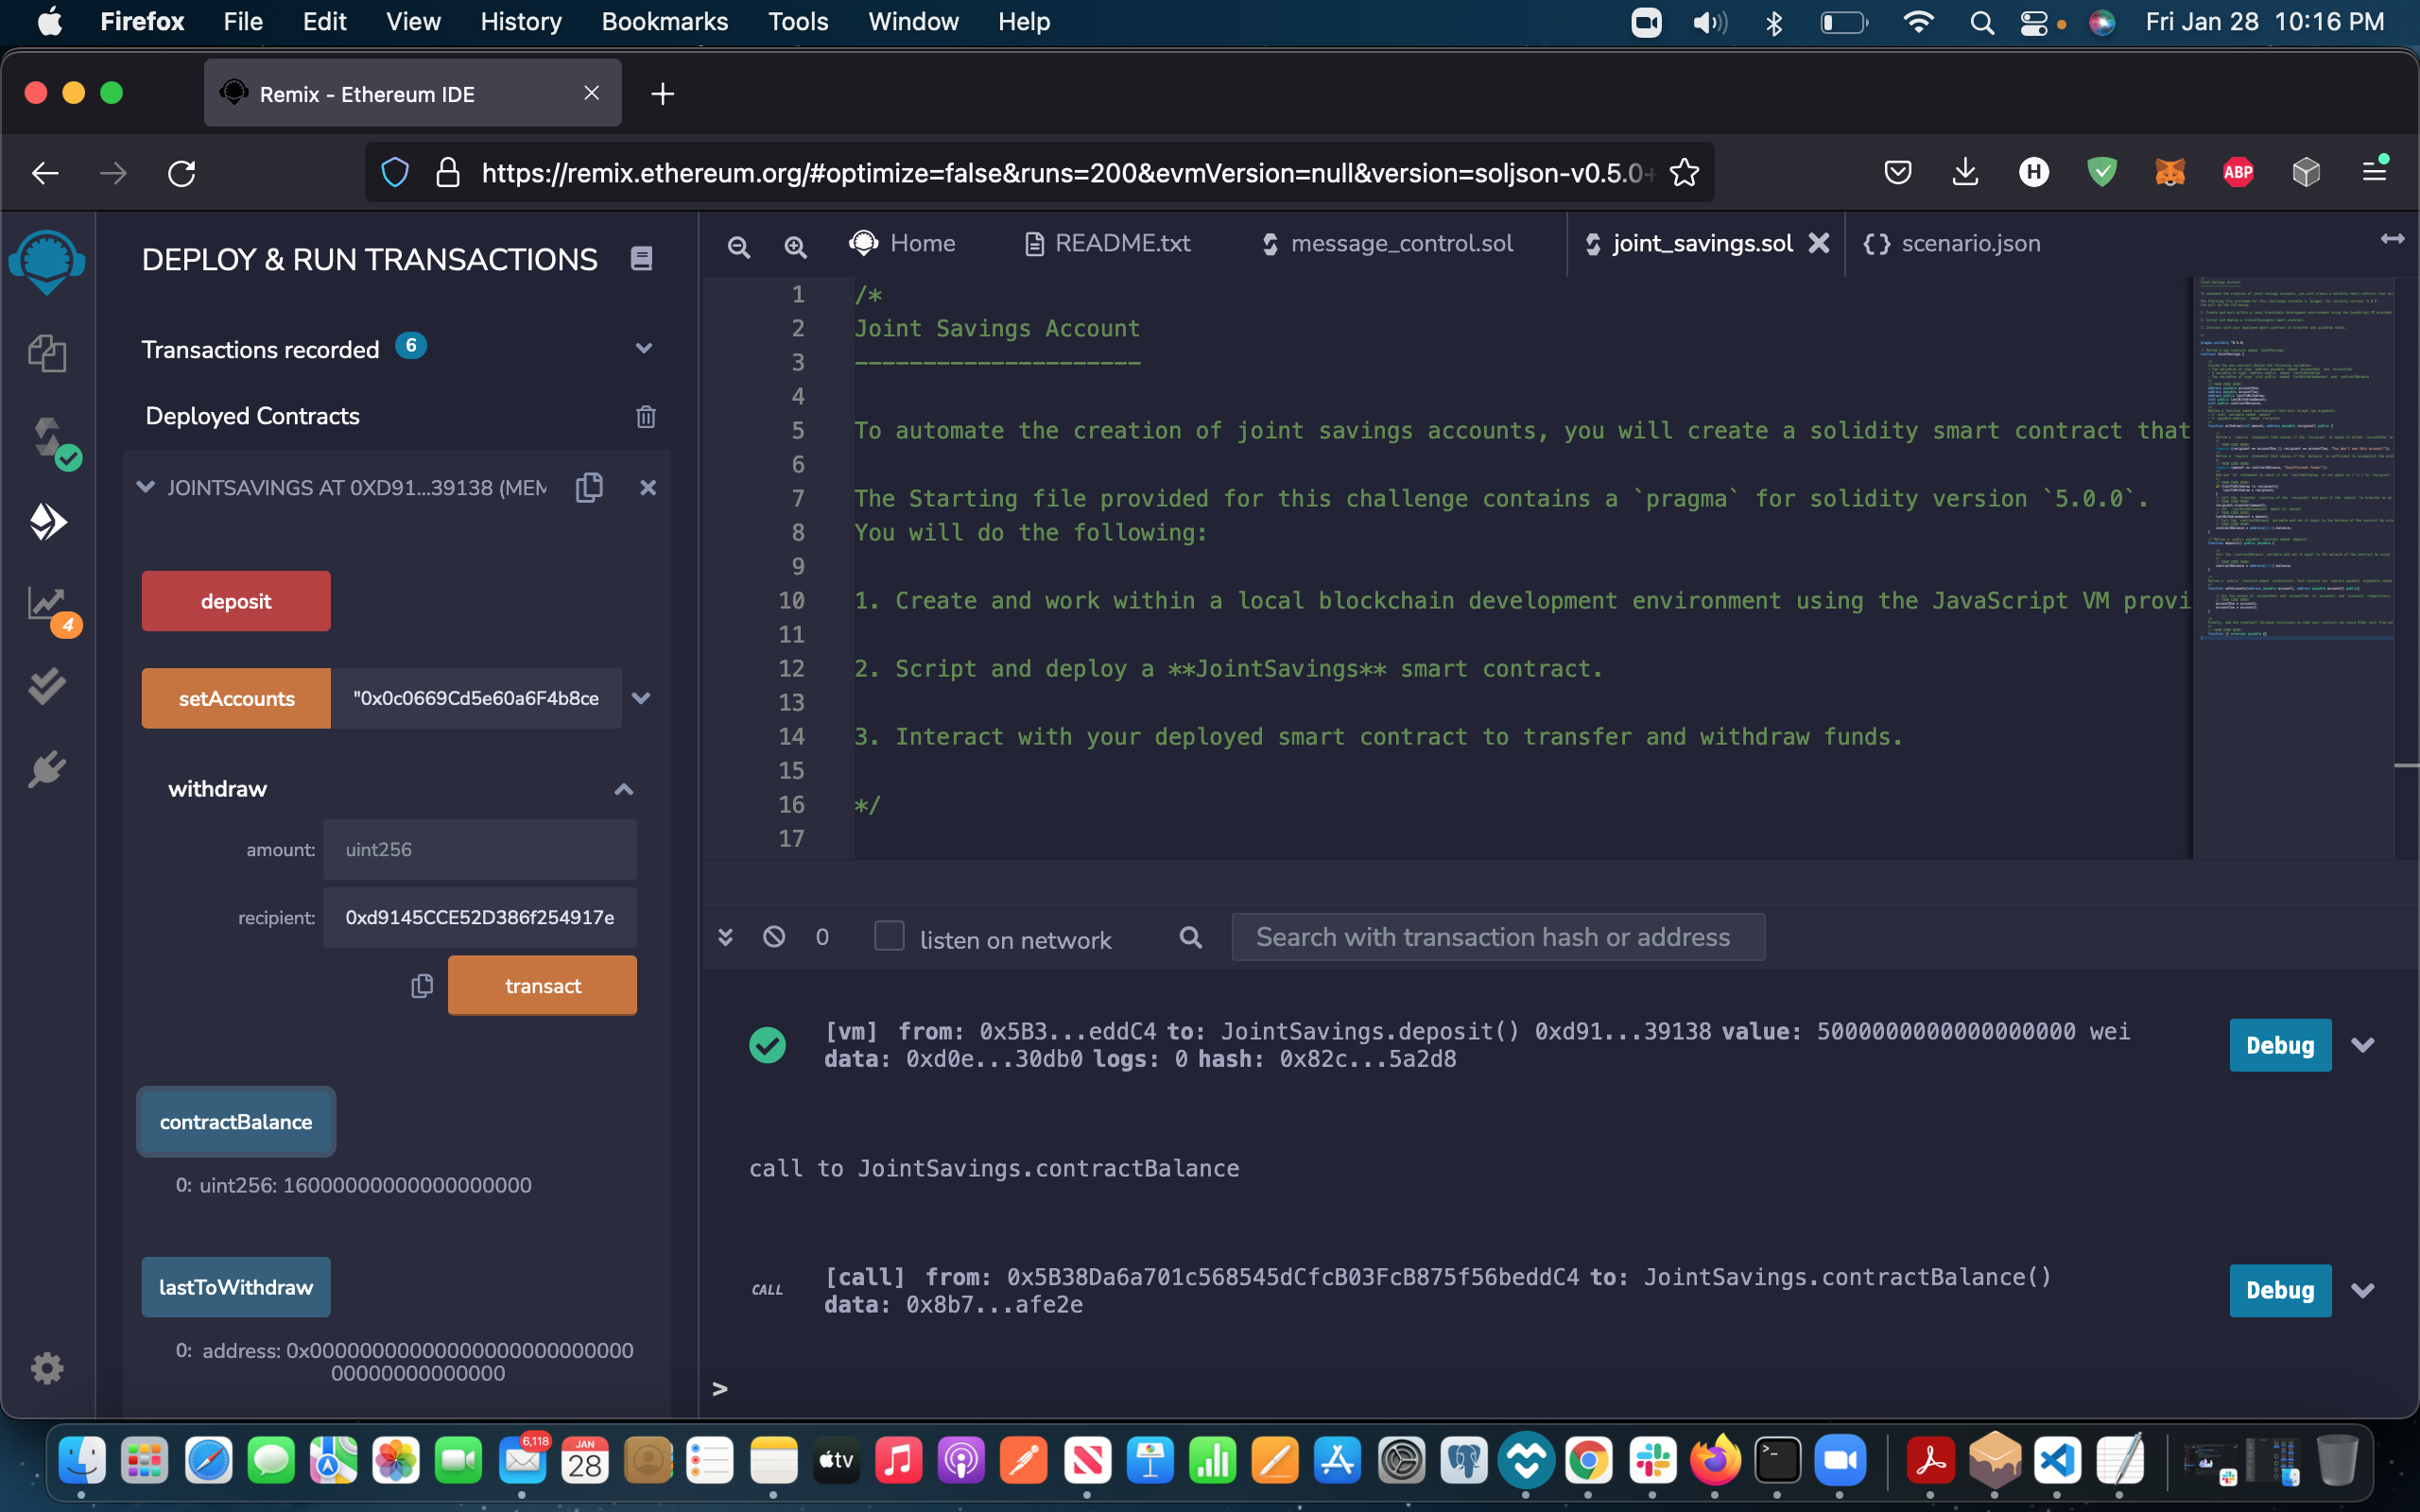 Firefox File Edit View History Bookmarks Tools Window Help Fri Jan 28 10:16 PM
Remix - Ethereum IDE
https://remix.ethereum.org/#optimize=false&runs=200&evmVersion=null&version=soljson-v0.5.0+
H
ABP
DEPLOY & RUN TRANSACTIONS
Transactions recorded 6
Deployed Contracts
JOINTSAVINGS AT 0XD91...39138 (MEM
deposit
4
setAccounts "0x0c0669Cd5e60a6F4b8ce
withdraw
amount: uint256
recipient: 0xd9145CCE52D386f254917e
transact
contractBalance
0: uint256: 16000000000000000000
lastToWithdraw
0: address: 0x0000000000000000000000000000000000000000
Home README.txt message_control.sol joint_savings.sol scenario.json
1 /*
2 Joint Savings Account
3 ---------------------
4
5 To automate the creation of joint savings accounts, you will create a solidity smart contract that
6
7 The Starting file provided for this challenge contains a `pragma` for solidity version `5.0.0`.
8 You will do the following:
9
10 1. Create and work within a local blockchain development environment using the JavaScript VM provi
11
12 2. Script and deploy a **JointSavings** smart contract.
13
14 3. Interact with your deployed smart contract to transfer and withdraw funds.
15
16 */
17
0 listen on network Search with transaction hash or address
[vm] from: 0x5B3...eddC4 to: JointSavings.deposit() 0xd91...39138 value: 5000000000000000000 wei
data: 0xd0e...30db0 logs: 0 hash: 0x82c...5a2d8
Debug
call to JointSavings.contractBalance
CALL [call] from: 0x5B38Da6a701c568545dCfcB03FcB875f56beddC4 to: JointSavings.contractBalance()
data: 0x8b7...afe2e
Debug
>
6,118
JAN
28
tv